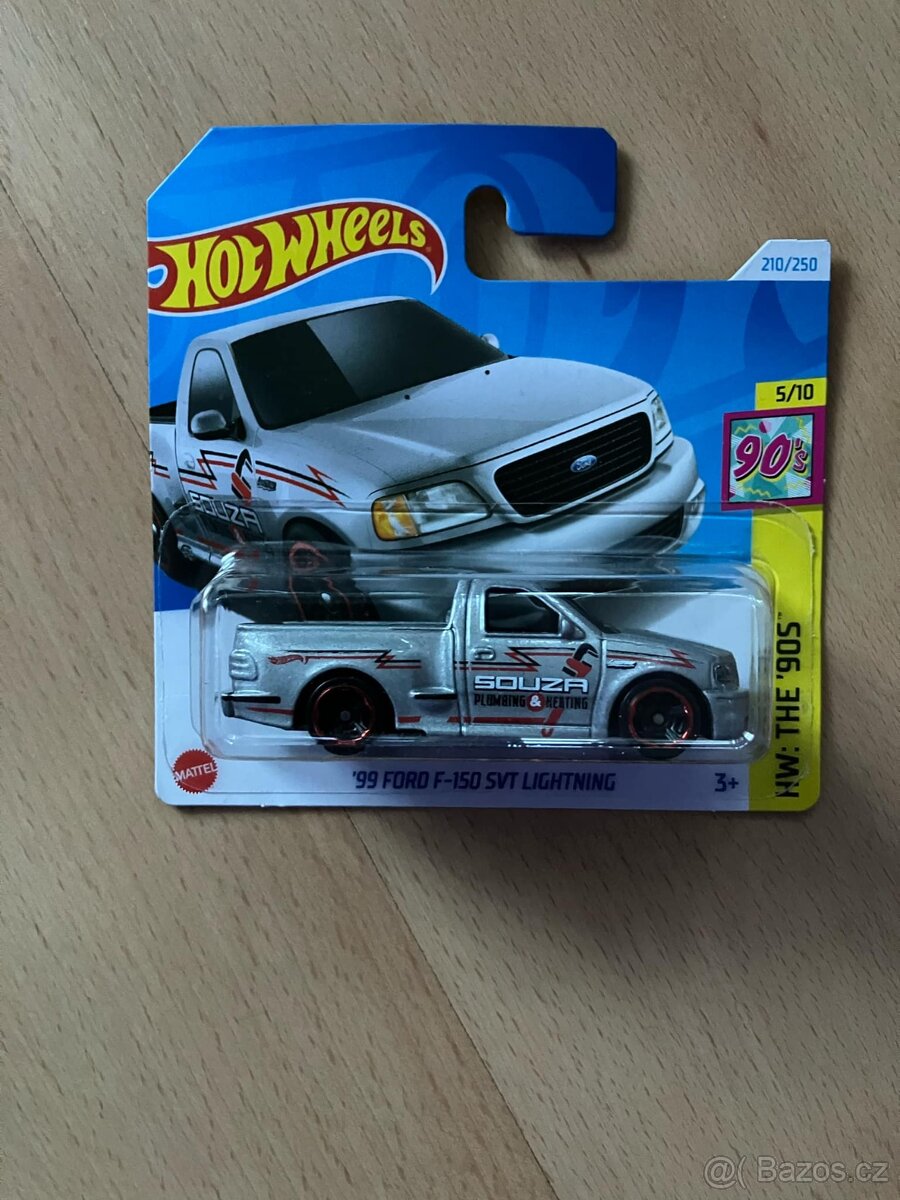 HOT WHEELS
210/250
5/10
90's
SOUZA
SOUZA
PLUMBING & HEATING
HW: THE '90S™
MATTEL
'99 FORD F-150 SVT LIGHTNING
3+
@( Bazos.cz